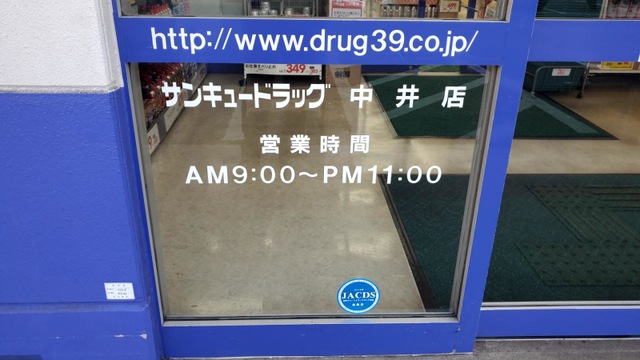 http://www.drug39.co.jp/
349
サンキュードラッグ 中井店
営業時間
AM9:00～PM11:00
JACDS